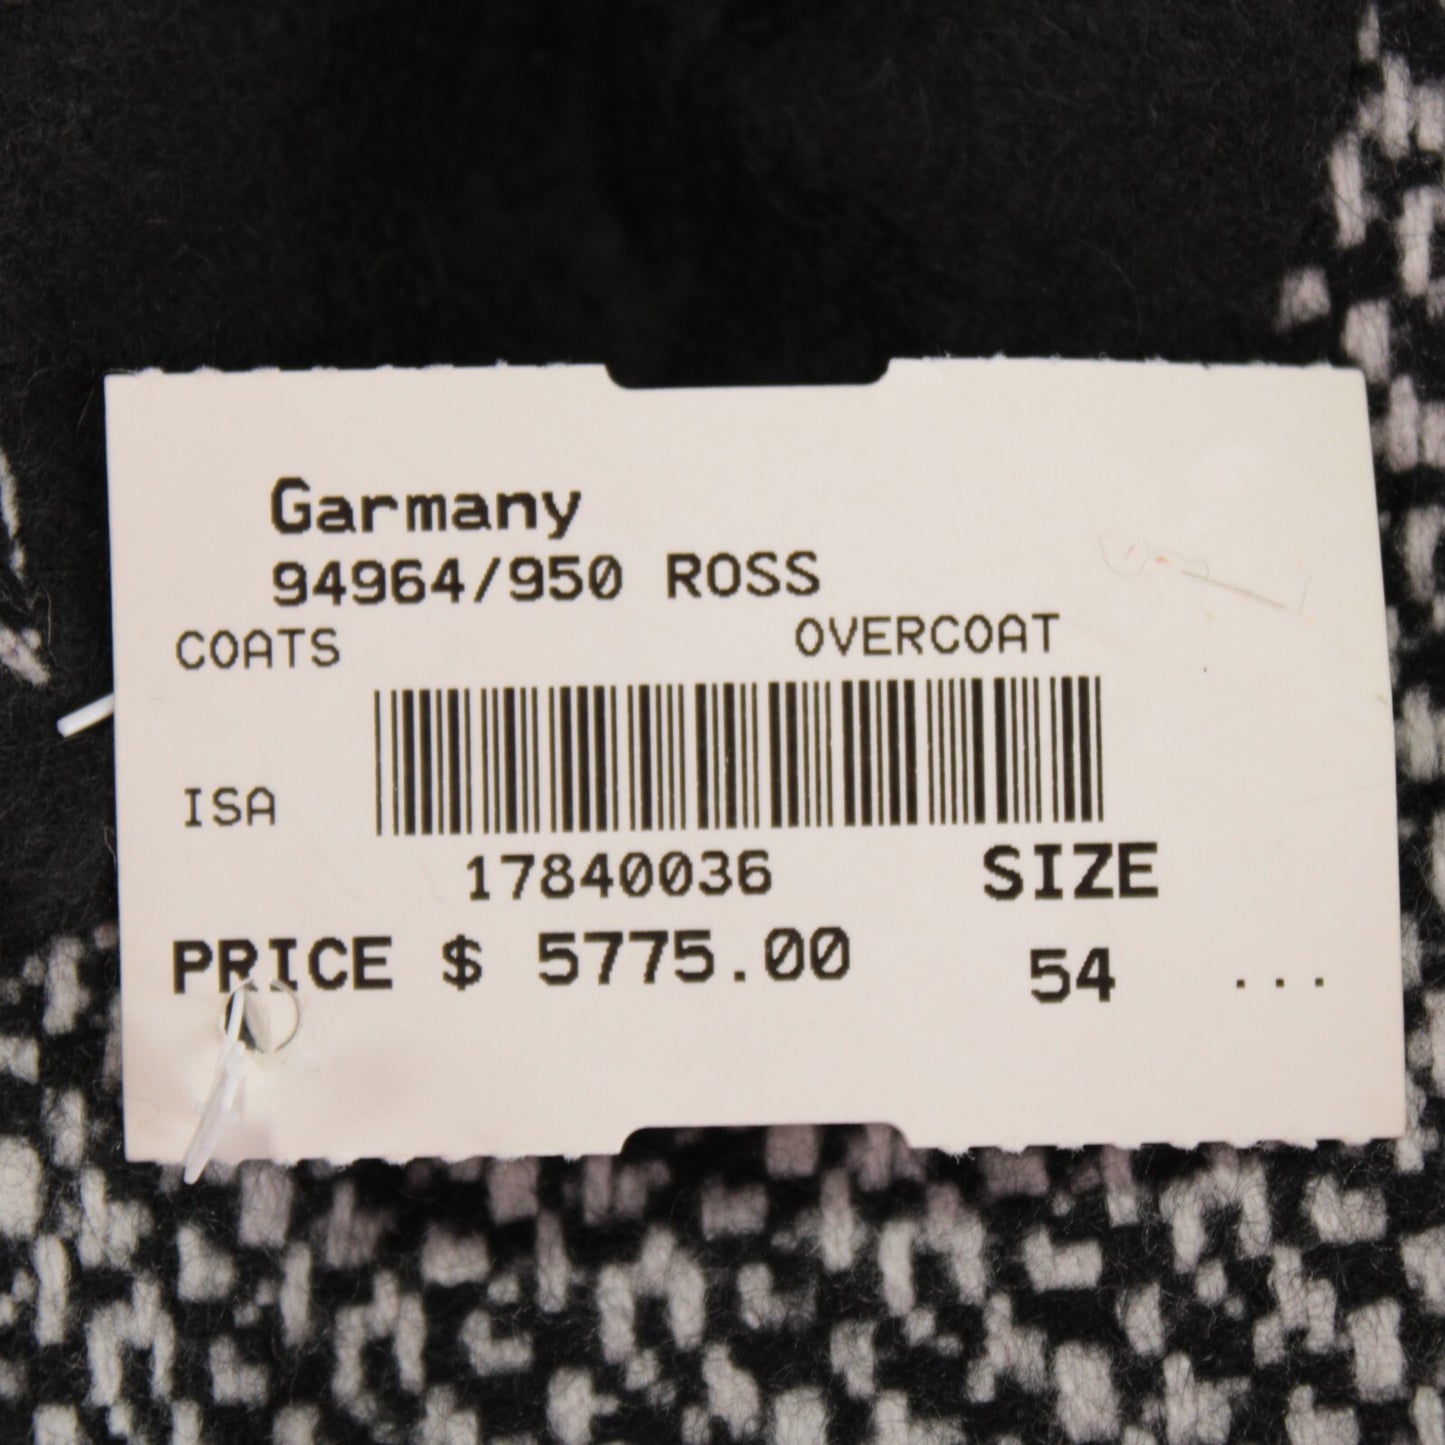 Garmany
94964/950 ROSS
COATS OVERCOAT
ISA
17840036 SIZE
PRICE $ 5775.00 54 ...